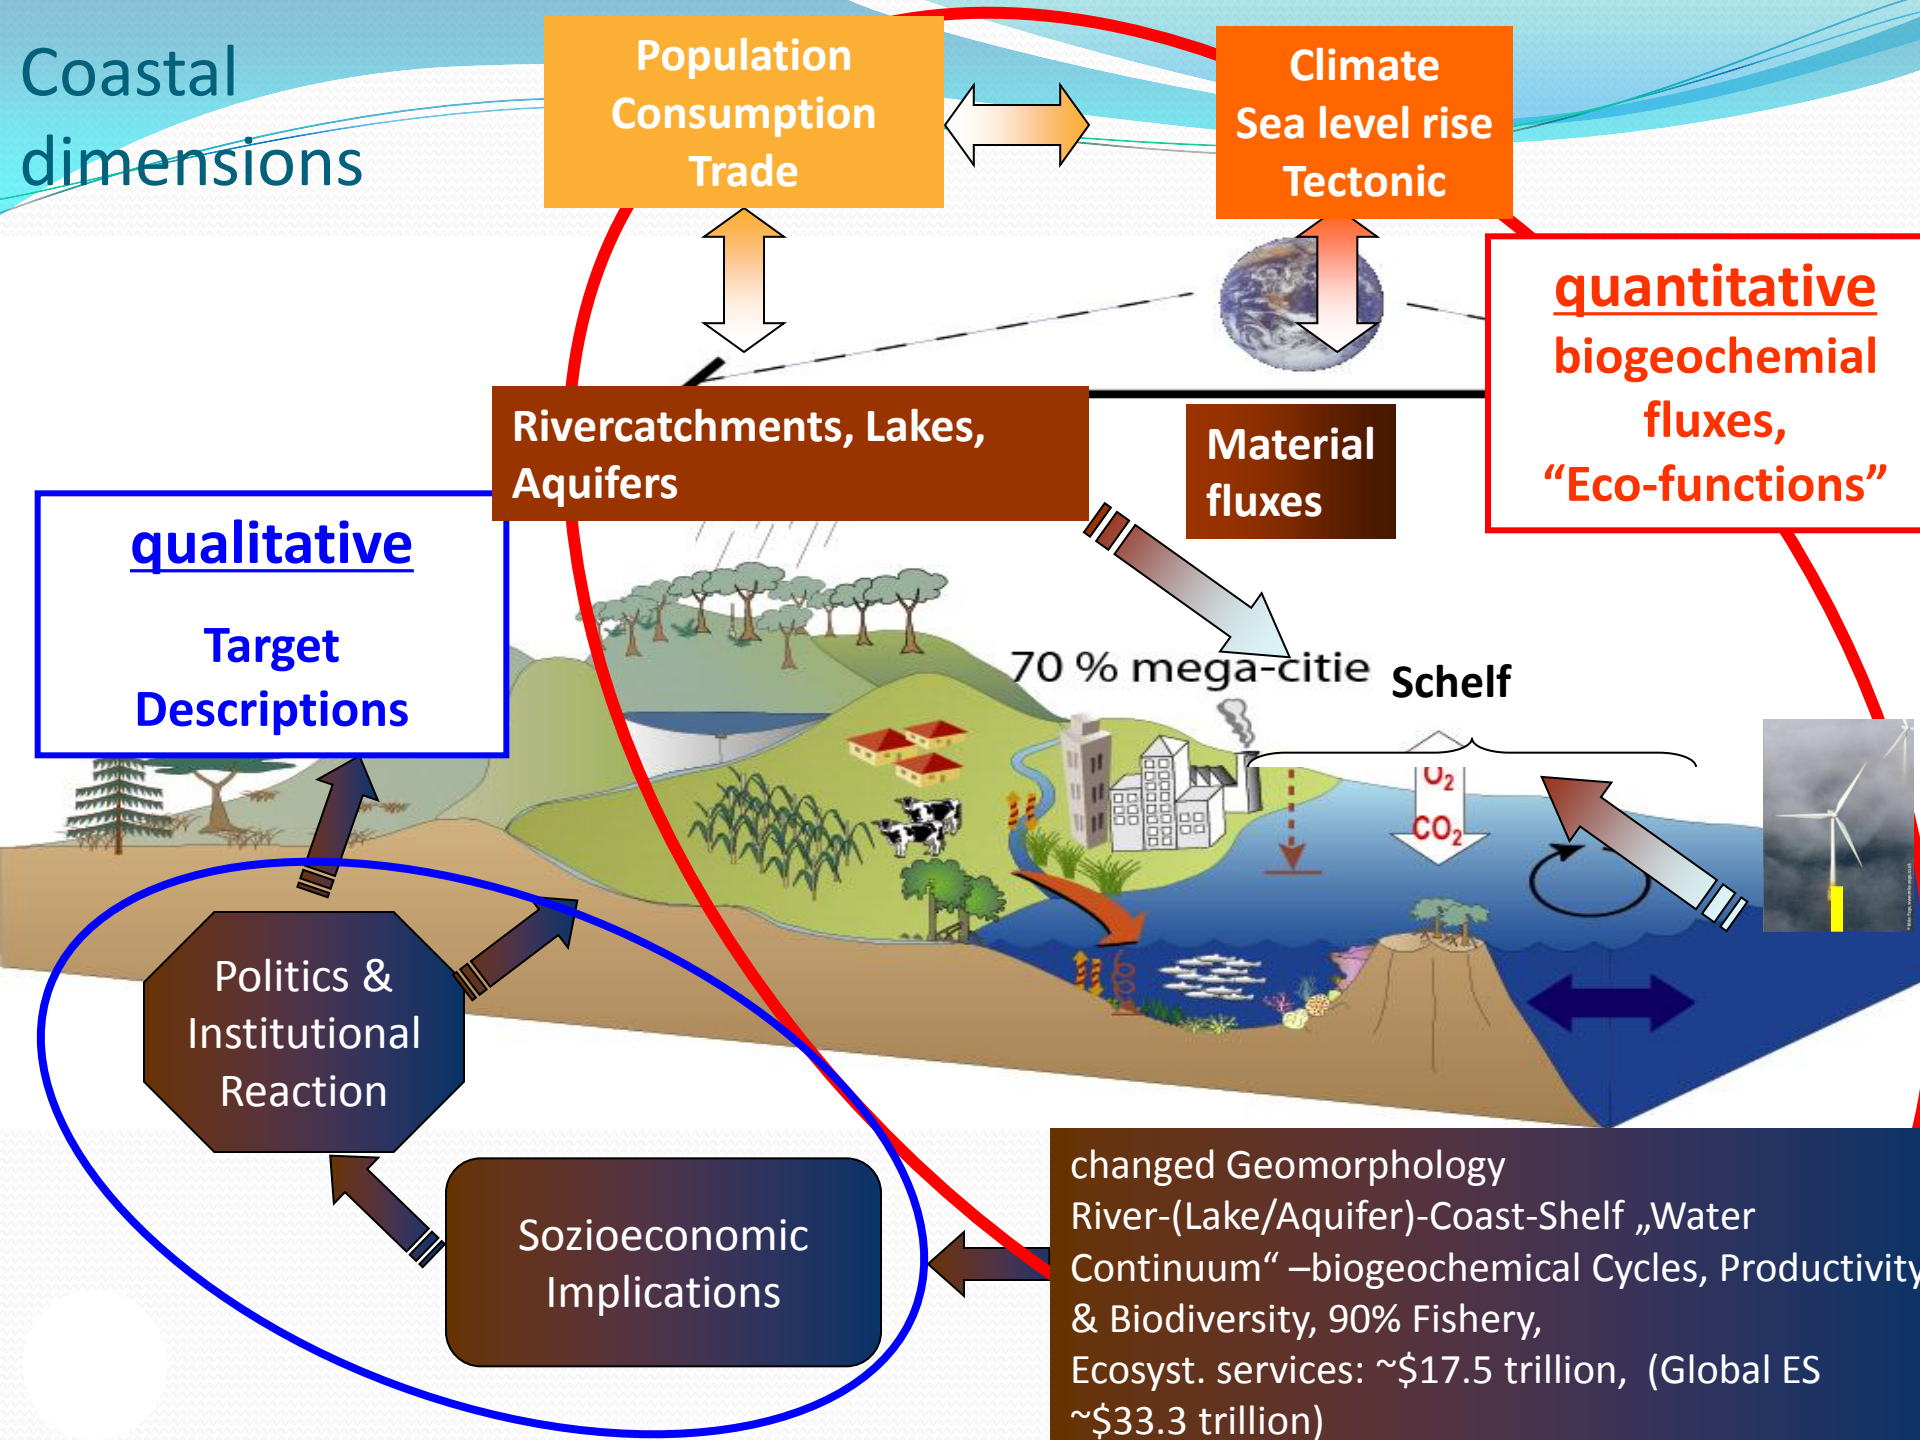 Coastal
dimensions
Population
Consumption
Trade
Climate
Sea level rise
Tectonic
quantitative
biogeochemial
fluxes,
“Eco-functions”
Rivercatchments, Lakes,
Aquifers
Material
fluxes
qualitative
Target
Descriptions
70 % mega-citie
Schelf
O2
CO2
Politics &
Institutional
Reaction
Sozioeconomic
Implications
changed Geomorphology
River-(Lake/Aquifer)-Coast-Shelf „Water
Continuum“ –biogeochemical Cycles, Productivity
& Biodiversity, 90% Fishery,
Ecosyst. services: ~$17.5 trillion, (Global ES
~$33.3 trillion)